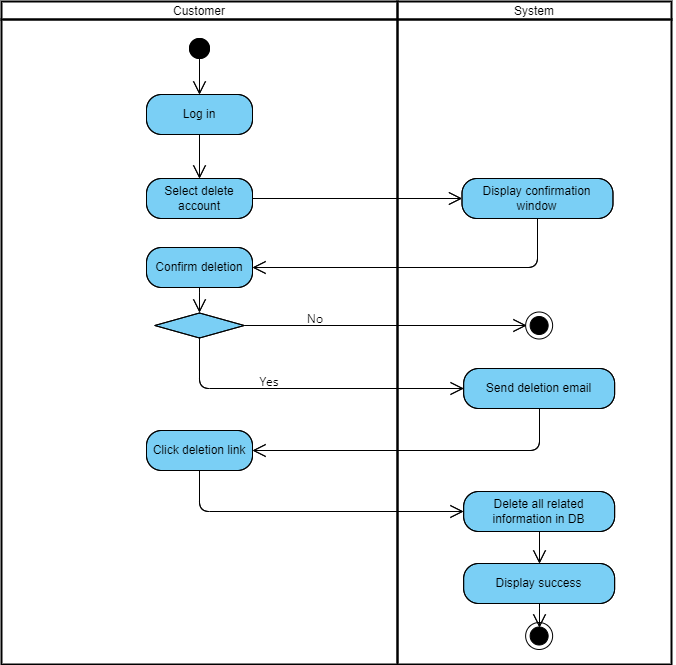 Customer
System
Log in
Select delete
account
Display confirmation
window
Confirm deletion
No
Yes
Send deletion email
Click deletion link
Delete all related
information in DB
Display success